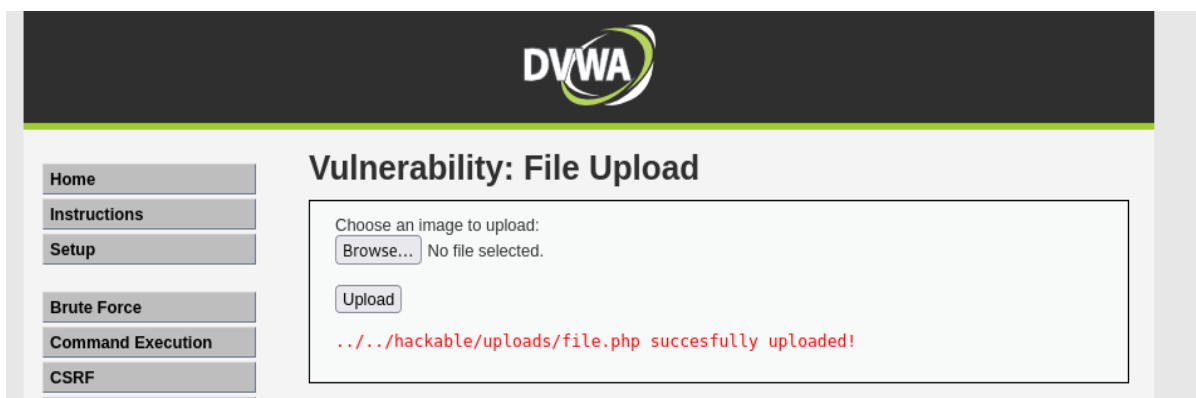 DVWA
Vulnerability: File Upload
Home
Instructions
Setup
Brute Force
Command Execution
CSRF
Choose an image to upload:
Browse... No file selected.
Upload
../../hackable/uploads/file.php succesfully uploaded!